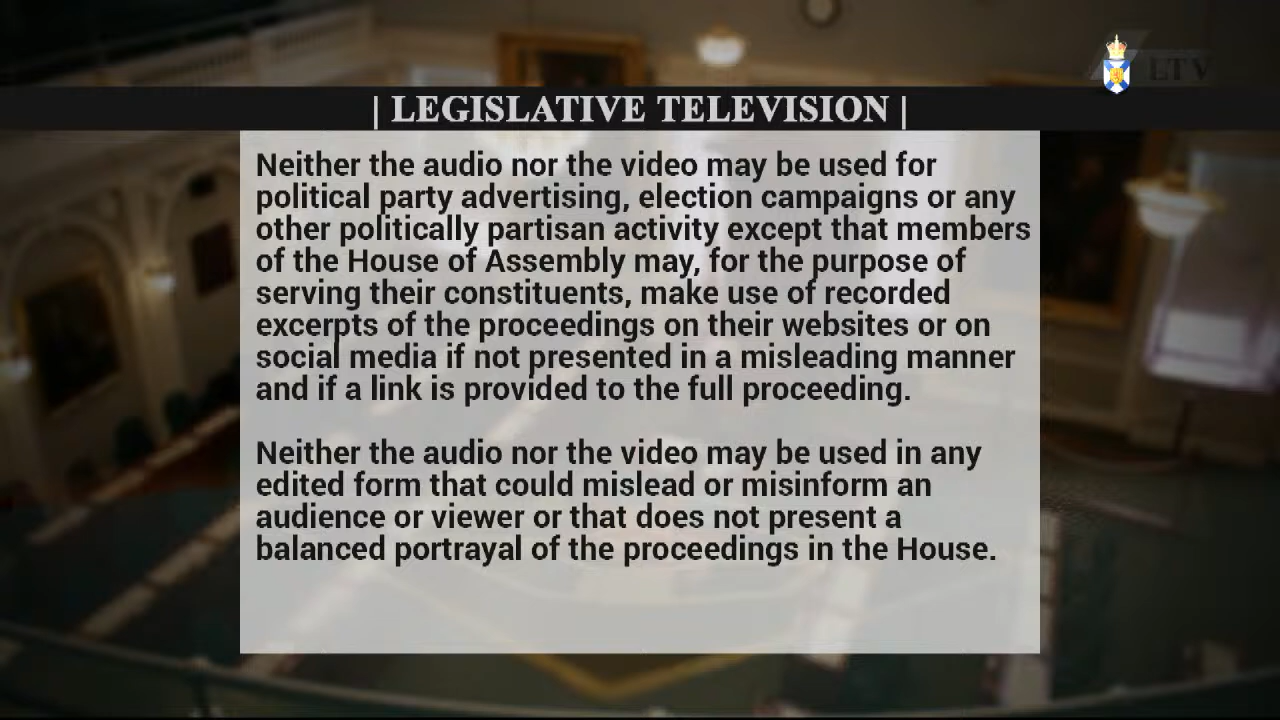 LTV
| LEGISLATIVE TELEVISION |
Neither the audio nor the video may be used for
political party advertising, election campaigns or any
other politically partisan activity except that members
of the House of Assembly may, for the purpose of
serving their constituents, make use of recorded
excerpts of the proceedings on their websites or on
social media if not presented in a misleading manner
and if a link is provided to the full proceeding.
Neither the audio nor the video may be used in any
edited form that could mislead or misinform an
audience or viewer or that does not present a
balanced portrayal of the proceedings in the House.